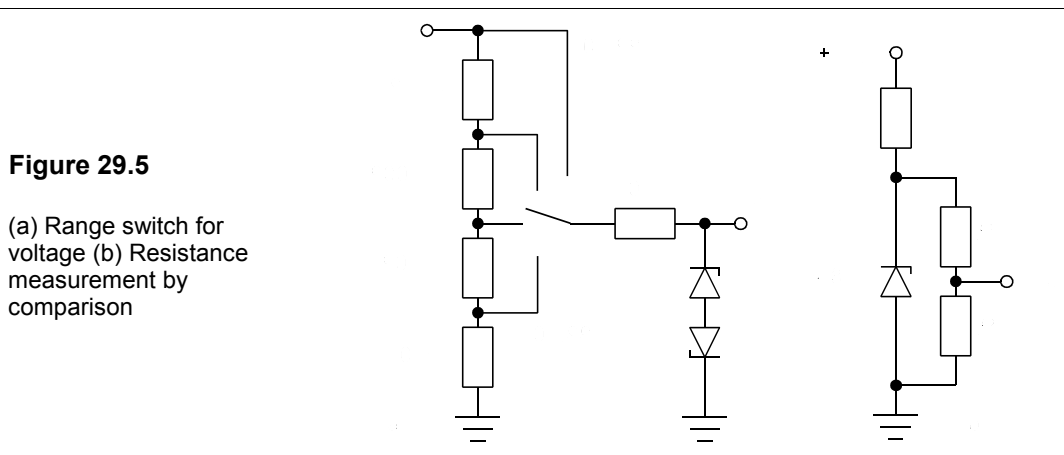 Figure 29.5
(a) Range switch for
voltage (b) Resistance
measurement by
comparison
+